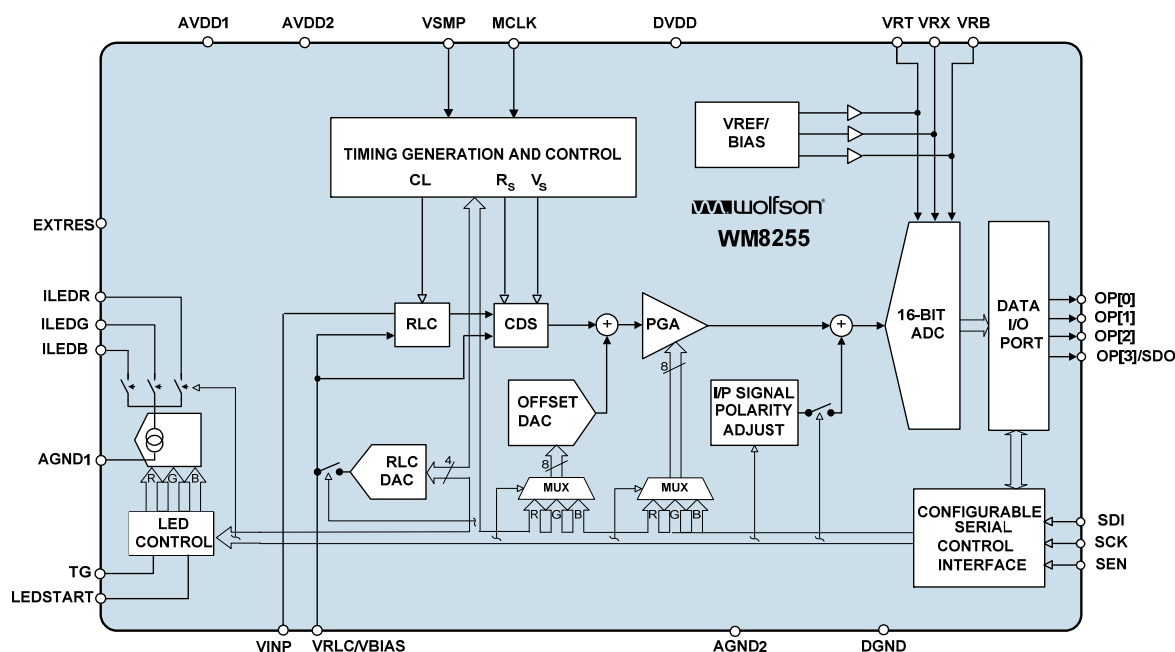 AVDD1
AVDD2
VSMP
MCLK
DVDD
VRT
VRX
VRB
TIMING GENERATION AND CONTROL
CL
RS
VS
VREF/
BIAS
wolfson®
WM8255
EXTRES
ILEDR
ILEDG
ILEDB
AGND1
TG
LEDSTART
RLC
CDS
+
PGA
+
16-BIT
ADC
DATA
I/O
PORT
OP[0]
OP[1]
OP[2]
OP[3]/SDO
8
OFFSET
DAC
I/P SIGNAL
POLARITY
ADJUST
RLC
DAC
4
8
MUX
R G B
MUX
R G B
R G B
LED
CONTROL
CONFIGURABLE
SERIAL
CONTROL
INTERFACE
SDI
SCK
SEN
VINP
VRLC/VBIAS
AGND2
DGND